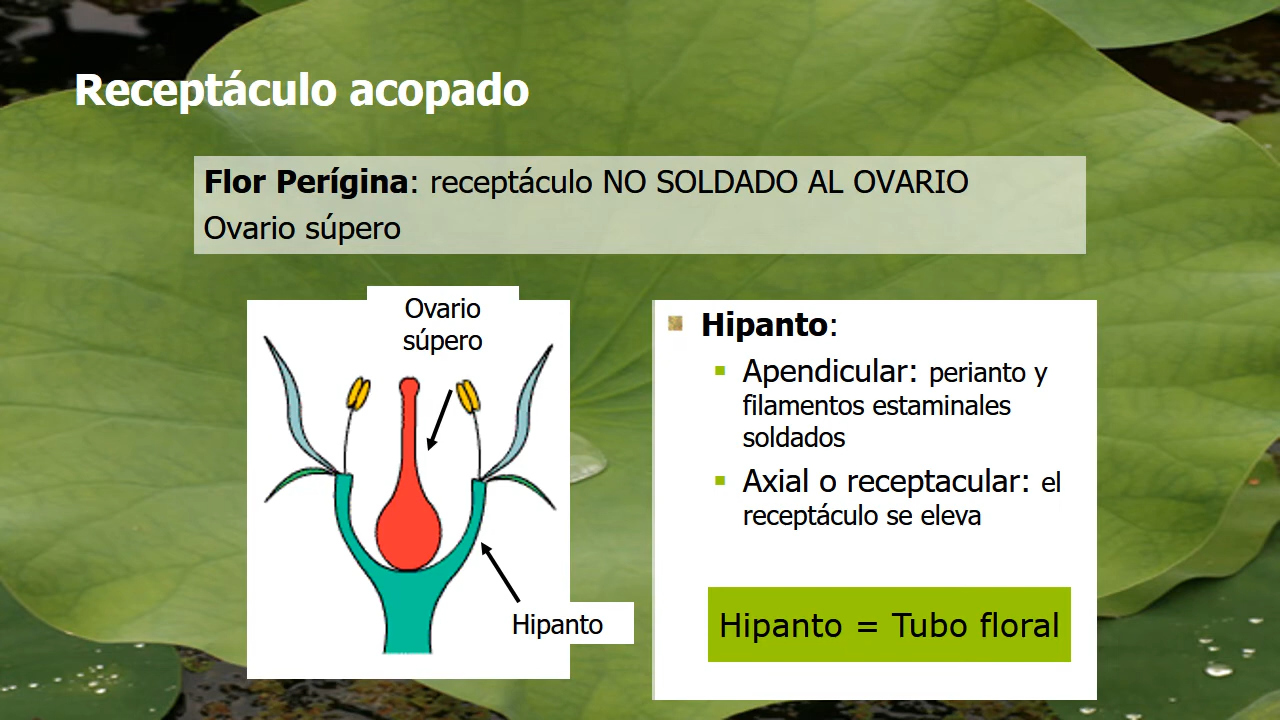 Receptáculo acopado
Flor Perígina: receptáculo NO SOLDADO AL OVARIO
Ovario súpero
Ovario
súpero
Hipanto
Hipanto:
Apendicular: perianto y
filamentos estaminales
soldados
Axial o receptacular: el
receptáculo se eleva
Hipanto = Tubo floral